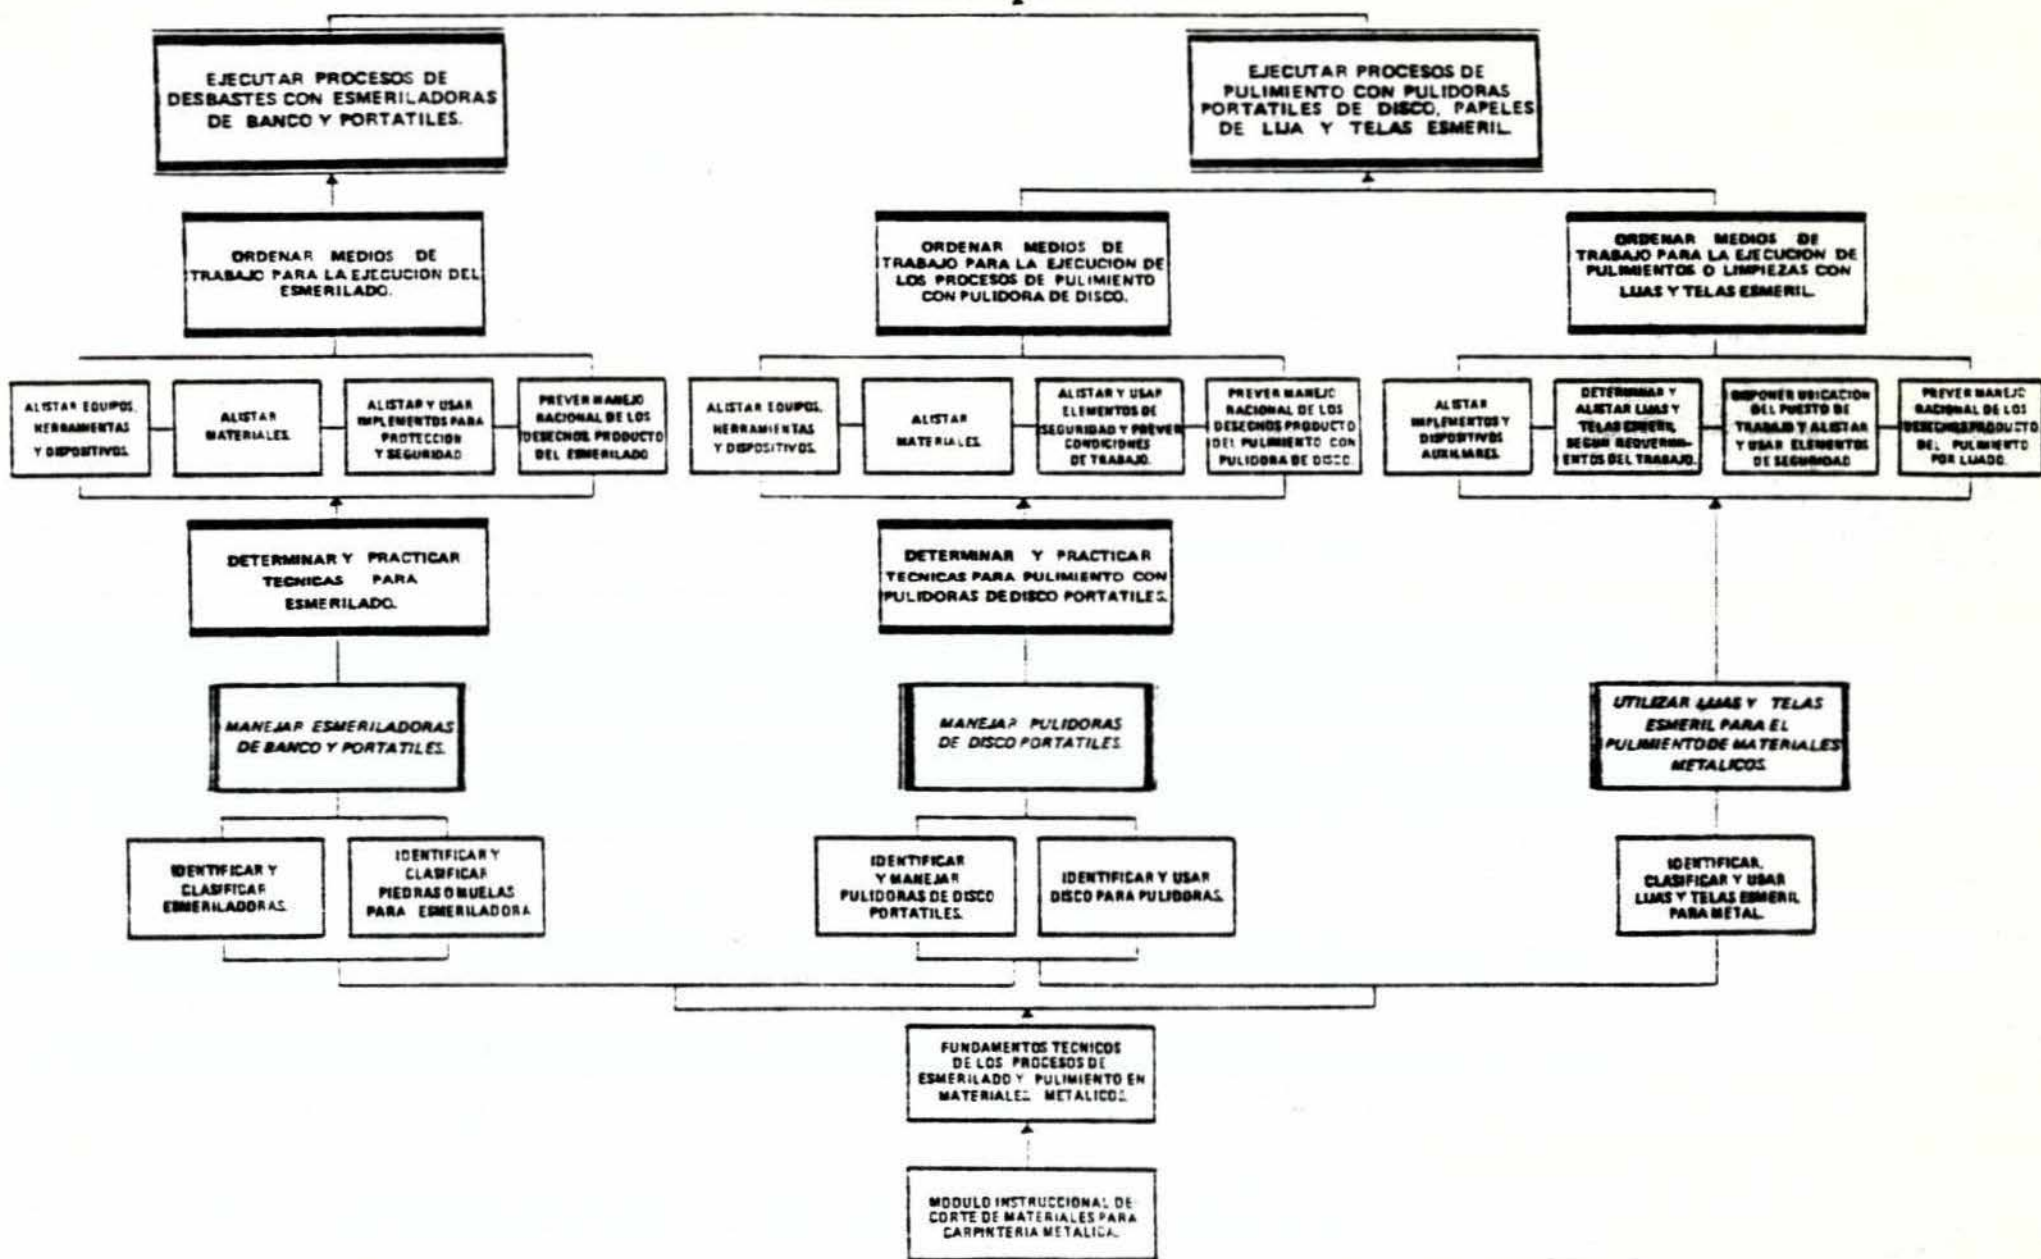 EJECUTAR PROCESOS DE
DESBASTES CON ESMERILADORAS
DE BANCO Y PORTATILES.
EJECUTAR PROCESOS DE
PULIMIENTO CON PULIDORAS
PORTATILES DE DISCO, PAPELES
DE LIJA Y TELAS ESMERIL.
ORDENAR MEDIOS DE
TRABAJO PARA LA EJECUCION DEL
ESMERILADO.
ORDENAR MEDIOS DE
TRABAJO PARA LA EJECUCION DE
LOS PROCESOS DE PULIMIENTO
CON PULIDORA DE DISCO.
ORDENAR MEDIOS DE
TRABAJO PARA LA EJECUCION DE
PULIMIENTOS O LIMPIEZAS CON
LIJAS Y TELAS ESMERIL.
ALISTAR EQUIPOS,
HERRAMIENTAS
Y DISPOSITIVOS.
ALISTAR
MATERIALES.
ALISTAR Y USAR
IMPLEMENTOS PARA
PROTECCION
Y SEGURIDAD
PREVER MANEJO
RACIONAL DE LOS
DESECHOS PRODUCTO
DEL ESMERILADO
ALISTAR EQUIPOS,
HERRAMIENTAS
Y DISPOSITIVOS.
ALISTAR
MATERIALES.
ALISTAR Y USAR
ELEMENTOS DE
SEGURIDAD Y PREVER
CONDICIONES
DE TRABAJO.
PREVER MANEJO
RACIONAL DE LOS
DESECHOS PRODUCTO
DEL PULIMIENTO CON
PULIDORA DE DISCO.
ALISTAR
IMPLEMENTOS Y
DISPOSITIVOS
AUXILIARES.
DETERMINAR Y
ALISTAR LIJAS Y
TELAS ESMERIL,
SEGUN REQUERIMI-
ENTOS DEL TRABAJO.
DISPONER UBICACION
DEL PUESTO DE
TRABAJO Y ALISTAR
Y USAR ELEMENTOS
DE SEGURIDAD
PREVER MANEJO
RACIONAL DE LOS
DESECHOS PRODUCTO
DEL PULIMIENTO
POR LIJADO.
DETERMINAR Y PRACTICAR
TECNICAS PARA
ESMERILADO.
DETERMINAR Y PRACTICAR
TECNICAS PARA PULIMIENTO CON
PULIDORAS DE DISCO PORTATILES.
MANEJAR ESMERILADORAS
DE BANCO Y PORTATILES.
MANEJAR PULIDORAS
DE DISCO PORTATILES.
UTILIZAR LIJAS Y TELAS
ESMERIL PARA EL
PULIMIENTO DE MATERIALES
METALICOS.
IDENTIFICAR Y
CLASIFICAR
ESMERILADORAS.
IDENTIFICAR Y
CLASIFICAR
PIEDRAS O MUELAS
PARA ESMERILADORA
IDENTIFICAR
Y MANEJAR
PULIDORAS DE DISCO
PORTATILES.
IDENTIFICAR Y USAR
DISCO PARA PULIDORAS.
IDENTIFICAR,
CLASIFICAR Y USAR
LIJAS Y TELAS ESMERIL
PARA METAL.
FUNDAMENTOS TECNICOS
DE LOS PROCESOS DE
ESMERILADO Y PULIMIENTO EN
MATERIALES METALICOS.
MODULO INSTRUCCIONAL DE
CORTE DE MATERIALES PARA
CARPINTERIA METALICA.